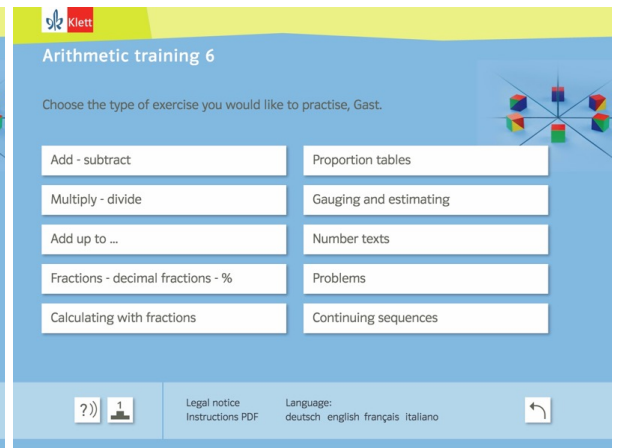 Klett
Arithmetic training 6
Choose the type of exercise you would like to practise, Gast.
Add - subtract
Multiply - divide
Add up to ...
Fractions - decimal fractions - %
Calculating with fractions
Proportion tables
Gauging and estimating
Number texts
Problems
Continuing sequences
?))
1
Legal notice
Instructions PDF
Language:
deutsch english français italiano